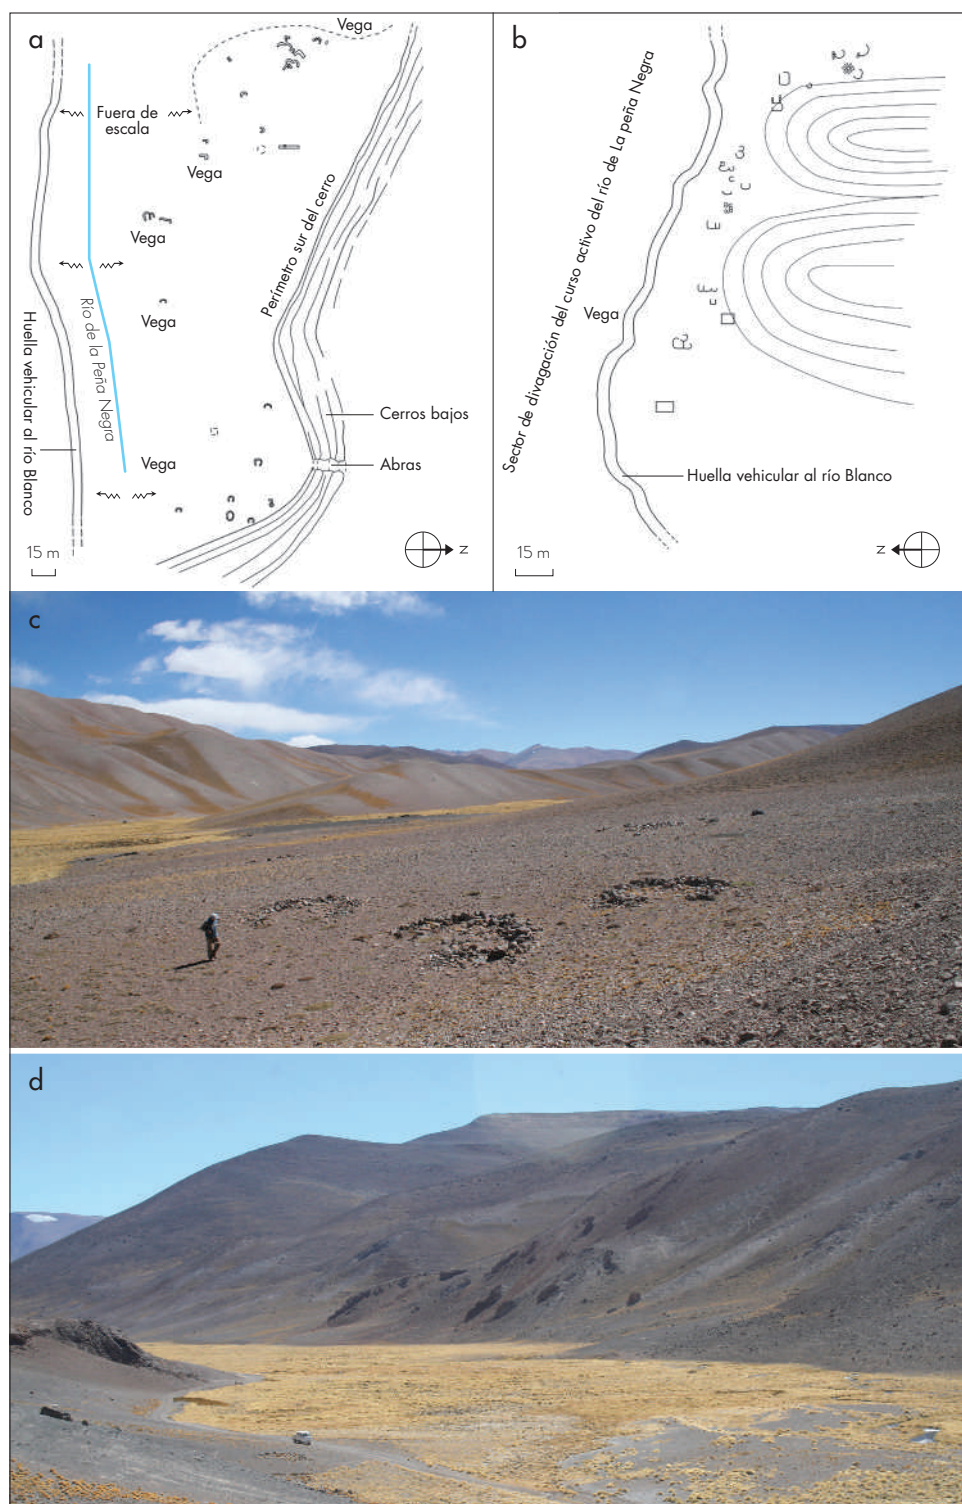 a
Vega
Fuera de
escala
Vega
Vega
Vega
Vega
Perímetro sur del cerro
Río de la Peña Negra
Huella vehicular al río Blanco
Cerros bajos
Abras
15 m
N
b
Sector de divagación del curso activo del río de La peña Negra
Vega
Huella vehicular al río Blanco
15 m
N
c
d